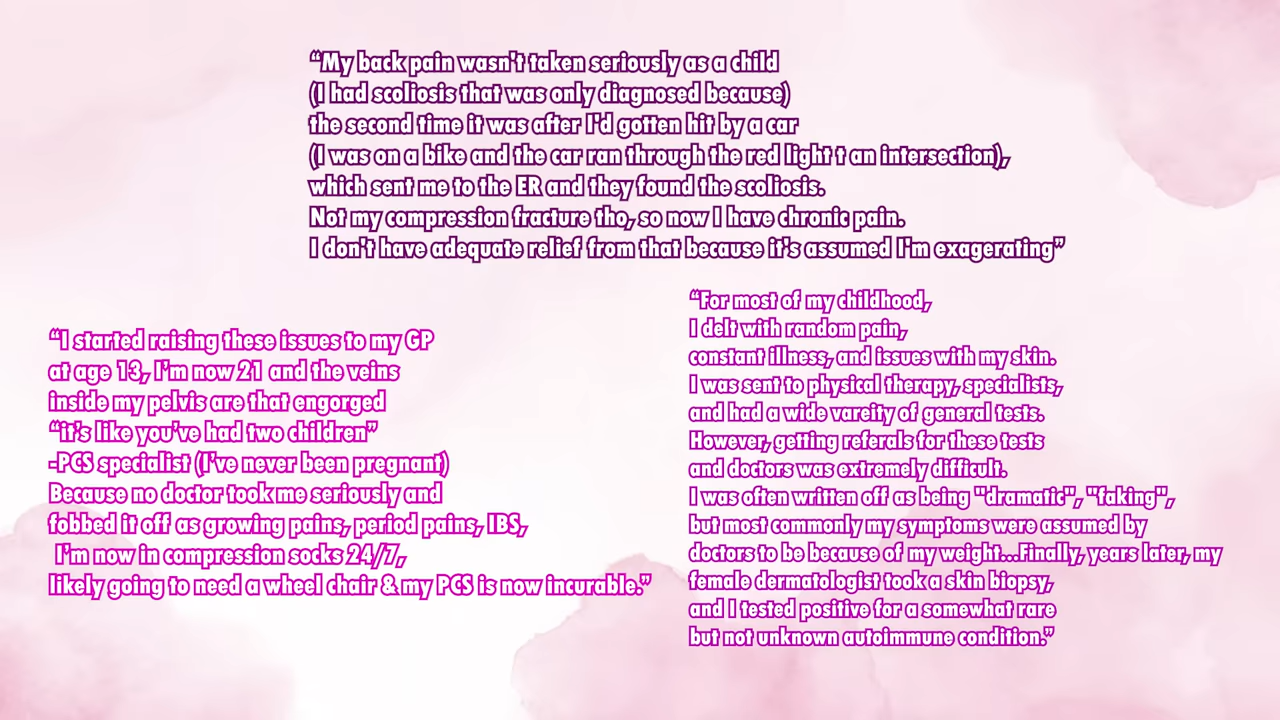 “My back pain wasn't taken seriously as a child
(I had scoliosis that was only diagnosed because)
the second time it was after I'd gotten hit by a car
(I was on a bike and the car ran through the red light t an intersection),
which sent me to the ER and they found the scoliosis.
Not my compression fracture tho, so now I have chronic pain.
I don't have adequate relief from that because it's assumed I'm exagerating”
“I started raising these issues to my GP
at age 13, I’m now 21 and the veins
inside my pelvis are that engorged
“it’s like you’ve had two children”
-PCS specialist (I’ve never been pregnant)
Because no doctor took me seriously and
fobbed it off as growing pains, period pains, IBS,
I’m now in compression socks 24/7,
likely going to need a wheel chair & my PCS is now incurable.”
“For most of my childhood,
I delt with random pain,
constant illness, and issues with my skin.
I was sent to physical therapy, specialists,
and had a wide vareity of general tests.
However, getting referals for these tests
and doctors was extremely difficult.
I was often written off as being "dramatic", "faking",
but most commonly my symptoms were assumed by
doctors to be because of my weight...Finally, years later, my
female dermatologist took a skin biopsy,
and I tested positive for a somewhat rare
but not unknown autoimmune condition.”